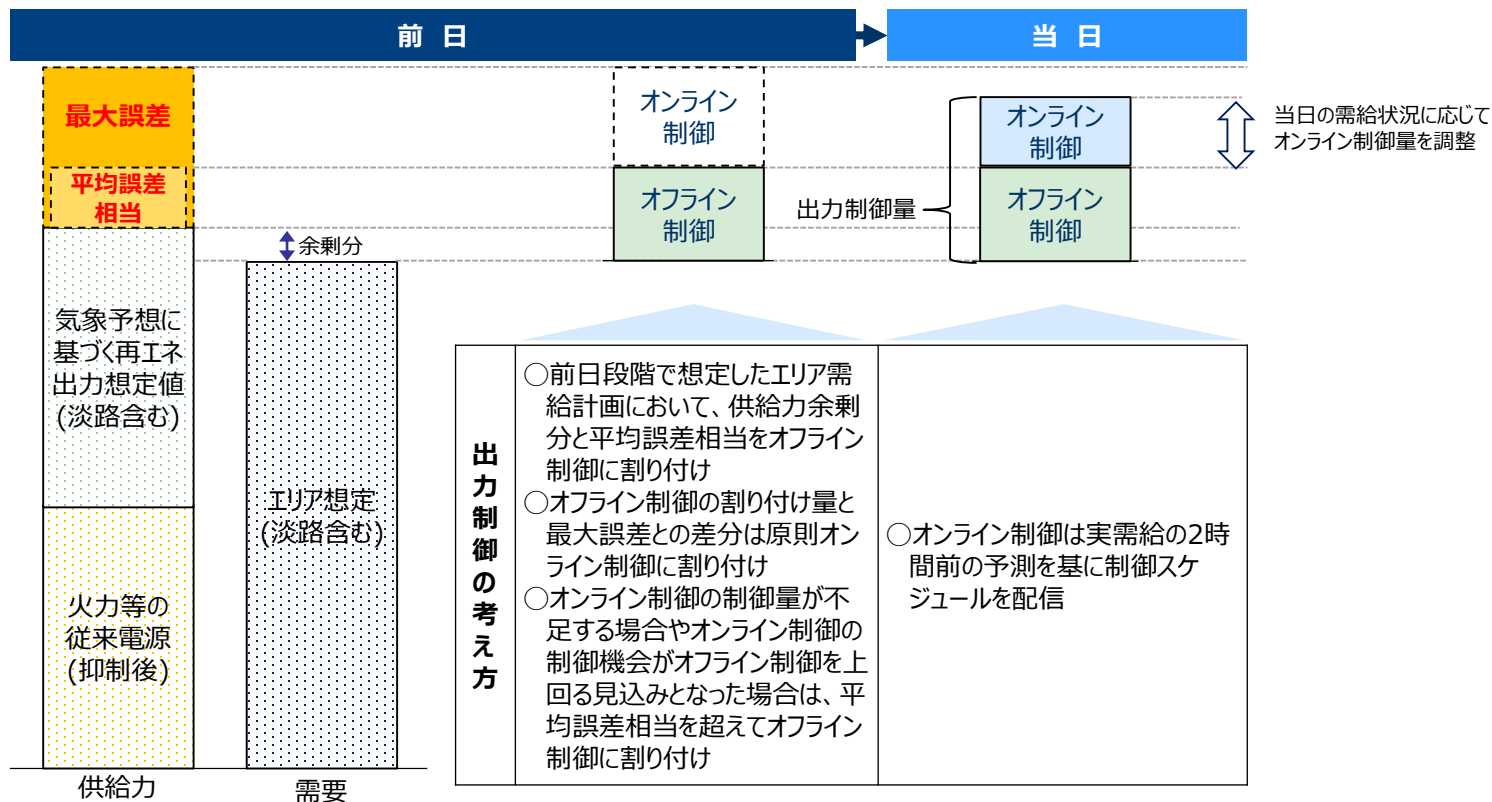 前 日
当 日
最大誤差
平均誤差
相当
気象予想に
基づく再エネ
出力想定値
(淡路含む)
火力等の
従来電源
(抑制後)
供給力
余剰分
エリア想定
(淡路含む)
需要
オンライン
制御
オフライン
制御
出力制御量
オンライン
制御
オフライン
制御
当日の需給状況に応じて
オンライン制御量を調整
出力制御の考え方
○前日段階で想定したエリア需
給計画において、供給力余剰
分と平均誤差相当をオフライン
制御に割り付け
○オフライン制御の割り付け量と
最大誤差との差分は原則オン
ライン制御に割り付け
○オンライン制御の制御量が不
足する場合やオンライン制御の
制御機会がオフライン制御を上
回る見込みとなった場合は、平
均誤差相当を超えてオフライン
制御に割り付け
○オンライン制御は実需給の2時
間前の予測を基に制御スケ
ジュールを配信